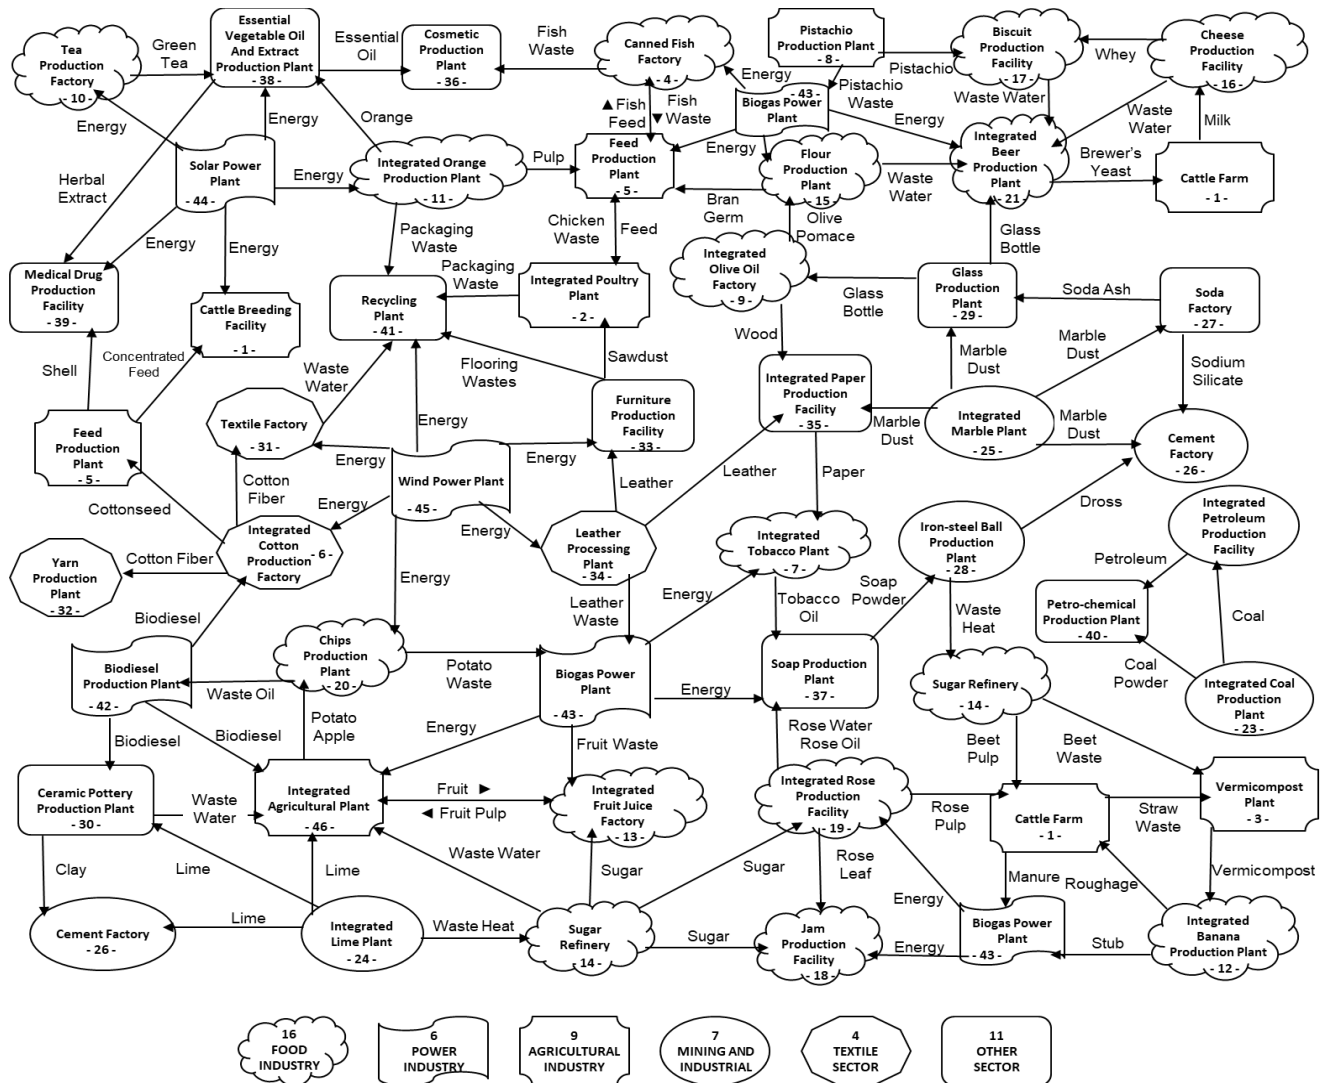 Tea
Production
Factory
- 10 -
Green
Tea
Essential
Vegetable Oil
And Extract
Production Plant
- 38 -
Essential
Oil
Cosmetic
Production
Plant
- 36 -
Fish
Waste
Canned Fish
Factory
- 4 -
Energy
Pistachio
Production Plant
- 8 -
Pistachio
Biscuit
Production
Facility
- 17 -
Whey
Cheese
Production
Facility
- 16 -
Energy
Energy
Orange
▲ Fish
Feed
Fish
▼ Waste
- 43 -
Biogas Power
Plant
Pistachio
Waste
Energy
Waste Water
Waste
Water
Milk
Herbal
Extract
Solar Power
Plant
- 44 -
Energy
Integrated Orange
Production Plant
- 11 -
Pulp
Feed
Production
Plant
- 5 -
Energy
Flour
Production
Plant
- 15 -
Waste
Water
Integrated
Beer
Production
Plant
- 21 -
Brewer's
Yeast
Cattle Farm
- 1 -
Energy
Energy
Packaging
Waste
Chicken
Waste
Feed
Bran
Germ
Olive
Pomace
Glass
Bottle
Medical Drug
Production
Facility
- 39 -
Cattle Breeding
Facility
- 1 -
Recycling
Plant
- 41 -
Packaging
Waste
Integrated Poultry
Plant
- 2 -
Integrated
Olive Oil
Factory
- 9 -
Glass
Bottle
Glass
Production
Plant
- 29 -
Soda Ash
Soda
Factory
- 27 -
Shell
Concentrated
Feed
Waste
Water
Flooring
Wastes
Sawdust
Wood
Marble
Dust
Marble
Dust
Sodium
Silicate
Feed
Production
Plant
- 5 -
Textile Factory
- 31 -
Energy
Furniture
Production
Facility
- 33 -
Integrated Paper
Production
Facility
- 35 -
Marble
Dust
Integrated
Marble Plant
- 25 -
Marble
Dust
Cement
Factory
- 26 -
Cottonseed
Cotton
Fiber
Energy
Energy
Wind Power Plant
- 45 -
Energy
Energy
Leather
Leather
Paper
Dross
Integrated
Petroleum Production
Facility
Yarn
Production
Plant
- 32 -
Cotton Fiber
Integrated
Cotton
Production
Factory
- 6 -
Energy
Leather
Processing
Plant
- 34 -
Integrated
Tobacco Plant
- 7 -
Iron-steel Ball
Production
Plant
- 28 -
Petroleum
Petro-chemical
Production Plant
- 40 -
Coal
Biodiesel
Leather
Waste
Energy
Tobacco
Oil
Soap
Powder
Waste
Heat
Coal
Powder
Integrated Coal
Production
Plant
- 23 -
Biodiesel
Production Plant
- 42 -
Waste Oil
Chips
Production
Plant
- 20 -
Potato
Waste
Biogas Power
Plant
- 43 -
Energy
Soap Production
Plant
- 37 -
Sugar Refinery
- 14 -
Biodiesel
Biodiesel
Potato
Apple
Energy
Fruit Waste
Rose Water
Rose Oil
Beet
Pulp
Beet
Waste
Ceramic Pottery
Production Plant
- 30 -
Waste
Water
Integrated
Agricultural Plant
- 46 -
Fruit ►
◄ Fruit Pulp
Integrated
Fruit Juice
Factory
- 13 -
Integrated Rose
Production
Facility
- 19 -
Rose
Pulp
Cattle Farm
- 1 -
Straw
Waste
Vermicompost
Plant
- 3 -
Clay
Lime
Lime
Waste Water
Sugar
Sugar
Rose
Leaf
Energy
Manure
Roughage
Vermicompost
Cement Factory
- 26 -
Lime
Integrated
Lime Plant
- 24 -
Waste Heat
Sugar
Refinery
- 14 -
Sugar
Jam
Production
Facility
- 18 -
Energy
Biogas Power
Plant
- 43 -
Stub
Integrated
Banana
Production Plant
- 12 -
16
FOOD
INDUSTRY
6
POWER
INDUSTRY
9
AGRICULTURAL
INDUSTRY
7
MINING AND
INDUSTRIAL
4
TEXTILE
SECTOR
11
OTHER
SECTOR